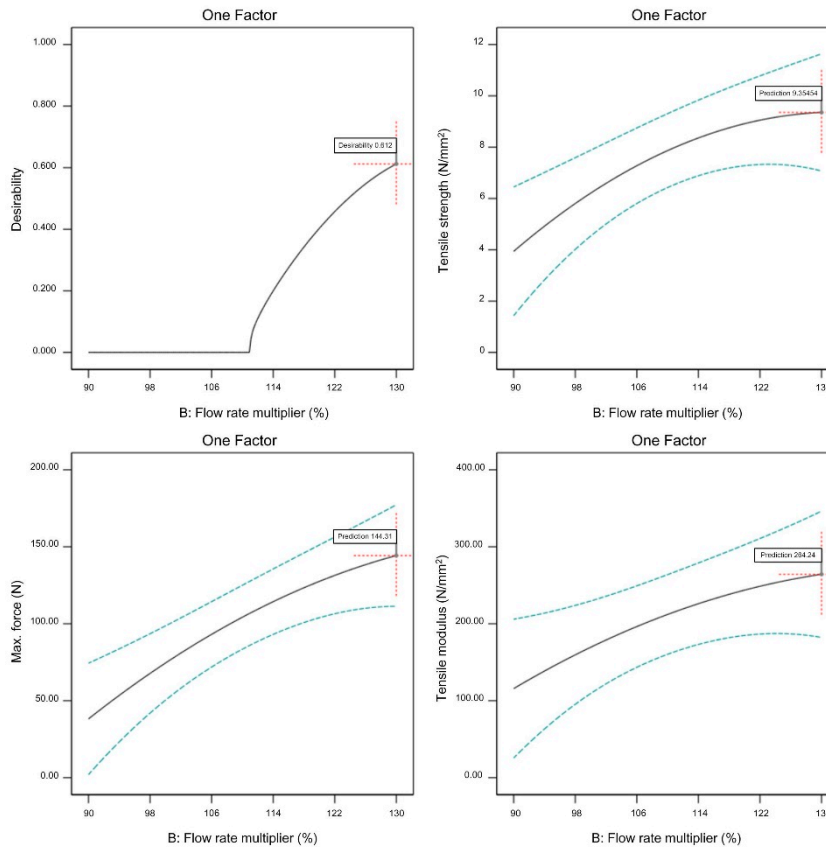 One Factor
1.000
0.800
0.600
0.400
0.200
0.000
Desirability
Desirability 0.612
90
98
106
114
122
130
B: Flow rate multiplier (%)
One Factor
12
10
8
6
4
2
0
Tensile strength (N/mm²)
Prediction 9.35454
90
98
106
114
122
13
B: Flow rate multiplier (%)
One Factor
200.00
150.00
100.00
50.00
0.00
Max. force (N)
Prediction 144.31
90
98
106
114
122
130
B: Flow rate multiplier (%)
One Factor
400.00
300.00
200.00
100.00
0.00
Tensile modulus (N/mm²)
Prediction 264.24
90
98
106
114
122
13
B: Flow rate multiplier (%)